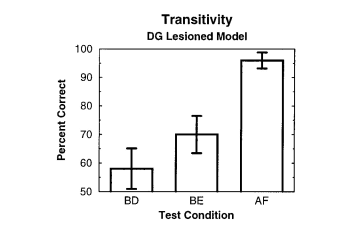 Transitivity
DG Lesioned Model
Percent Correct
100
90
80
70
60
50
BD BE AF
Test Condition